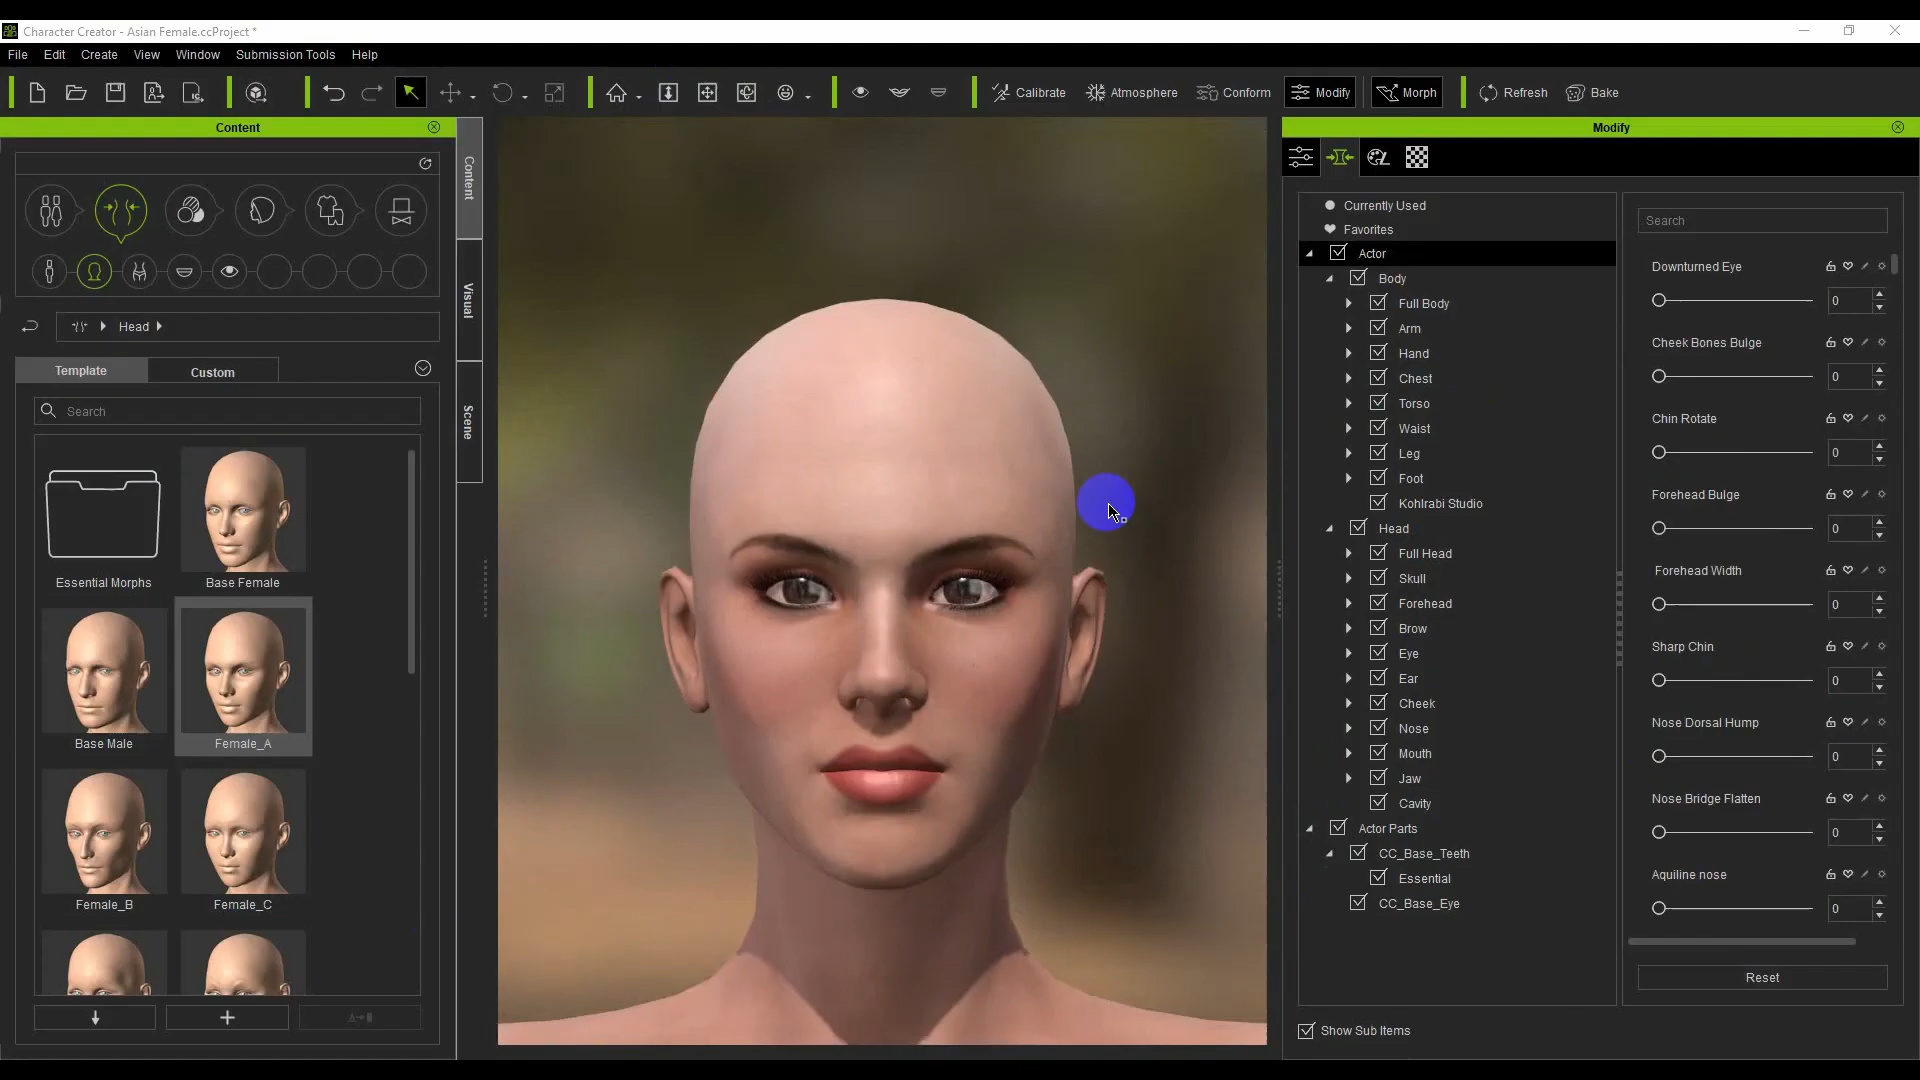 Character Creator - Asian Female.ccProject *
File Edit Create View Window Submission Tools Help
Calibrate Atmosphere Conform Modify Morph Refresh Bake
Content
Content
Visual
Scene
Head
Template Custom
Search
Essential Morphs Base Female
Base Male Female_A
Female_B Female_C
Modify
Currently Used
Favorites
Actor
Body
Full Body
Arm
Hand
Chest
Torso
Waist
Leg
Foot
Kohlrabi Studio
Head
Full Head
Skull
Forehead
Brow
Eye
Ear
Cheek
Nose
Mouth
Jaw
Cavity
Actor Parts
CC_Base_Teeth
Essential
CC_Base_Eye
Show Sub Items
Search
Downturned Eye
0
Cheek Bones Bulge
0
Chin Rotate
0
Forehead Bulge
0
Forehead Width
0
Sharp Chin
0
Nose Dorsal Hump
0
Nose Bridge Flatten
0
Aquiline nose
0
Reset